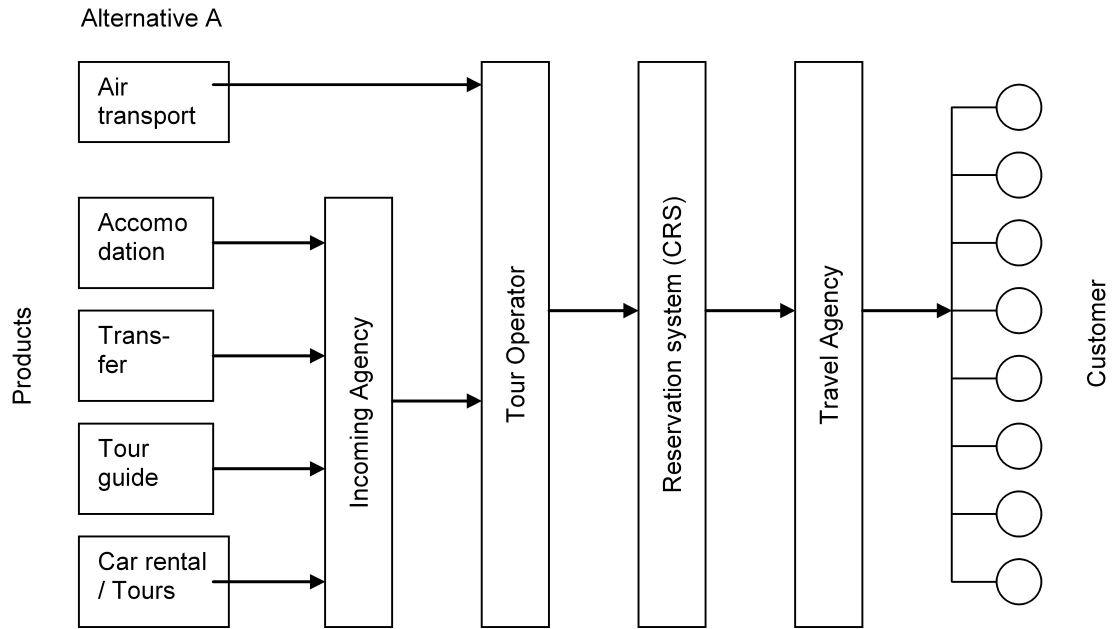 Alternative A
Air
transport
Accomo
dation
Trans-
fer
Tour
guide
Car rental
/ Tours
Products
Incoming Agency
Tour Operator
Reservation system (CRS)
Travel Agency
Customer